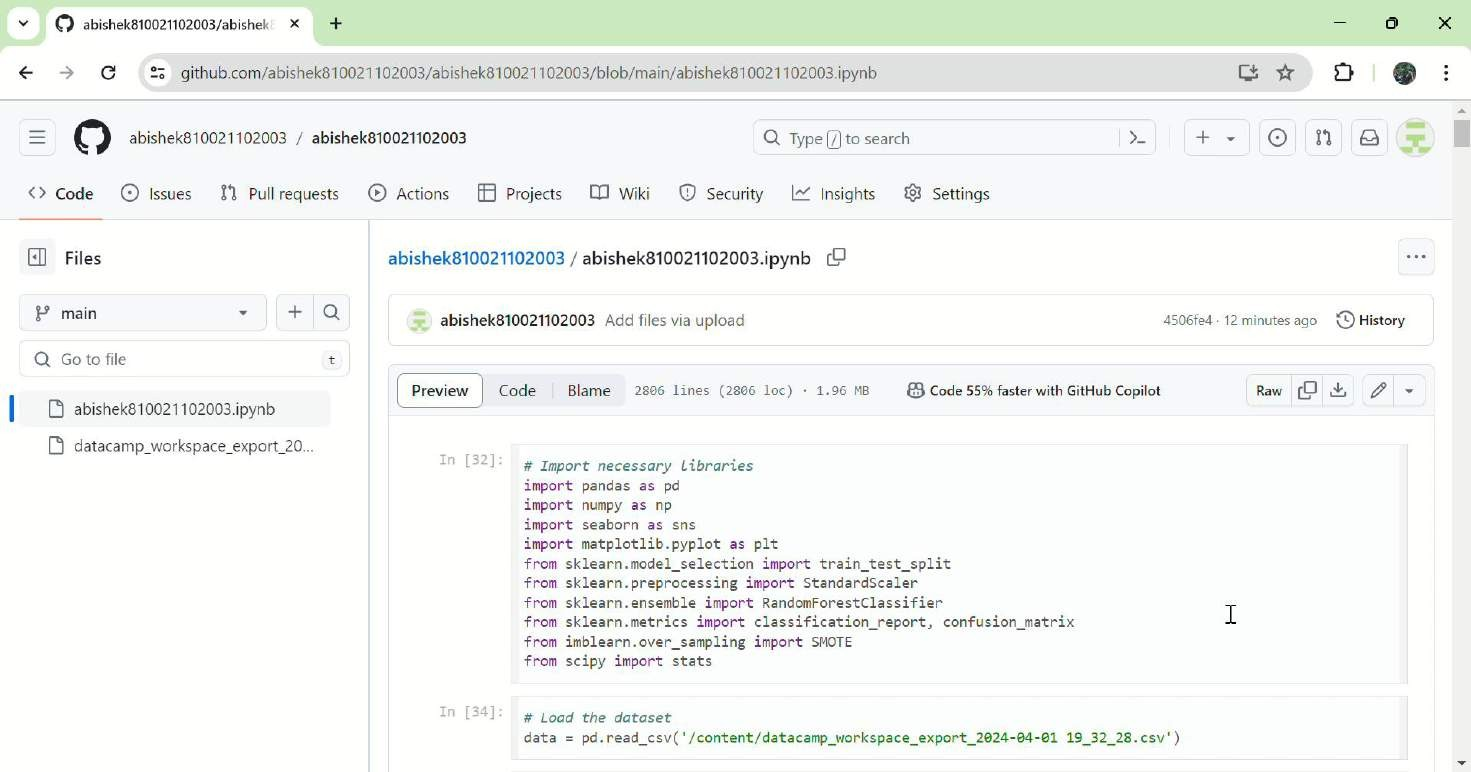 abishek810021102003/abishek8
github.com/abishek810021102003/abishek810021102003/blob/main/abishek810021102003.ipynb
abishek810021102003 / abishek810021102003
Type / to search
Code Issues Pull requests Actions Projects Wiki Security Insights Settings
Files
abishek810021102003 / abishek810021102003.ipynb
main
abishek810021102003 Add files via upload 4506fe4 · 12 minutes ago History
Go to file t
Preview Code Blame 2806 lines (2806 loc) · 1.96 MB Code 55% faster with GitHub Copilot Raw
abishek810021102003.ipynb
datacamp_workspace_export_20...
In [32]: # Import necessary libraries
import pandas as pd
import numpy as np
import seaborn as sns
import matplotlib.pyplot as plt
from sklearn.model_selection import train_test_split
from sklearn.preprocessing import StandardScaler
from sklearn.ensemble import RandomForestClassifier
from sklearn.metrics import classification_report, confusion_matrix
from imblearn.over_sampling import SMOTE
from scipy import stats
In [34]: # Load the dataset
data = pd.read_csv('/content/datacamp_workspace_export_2024-04-01 19_32_28.csv')